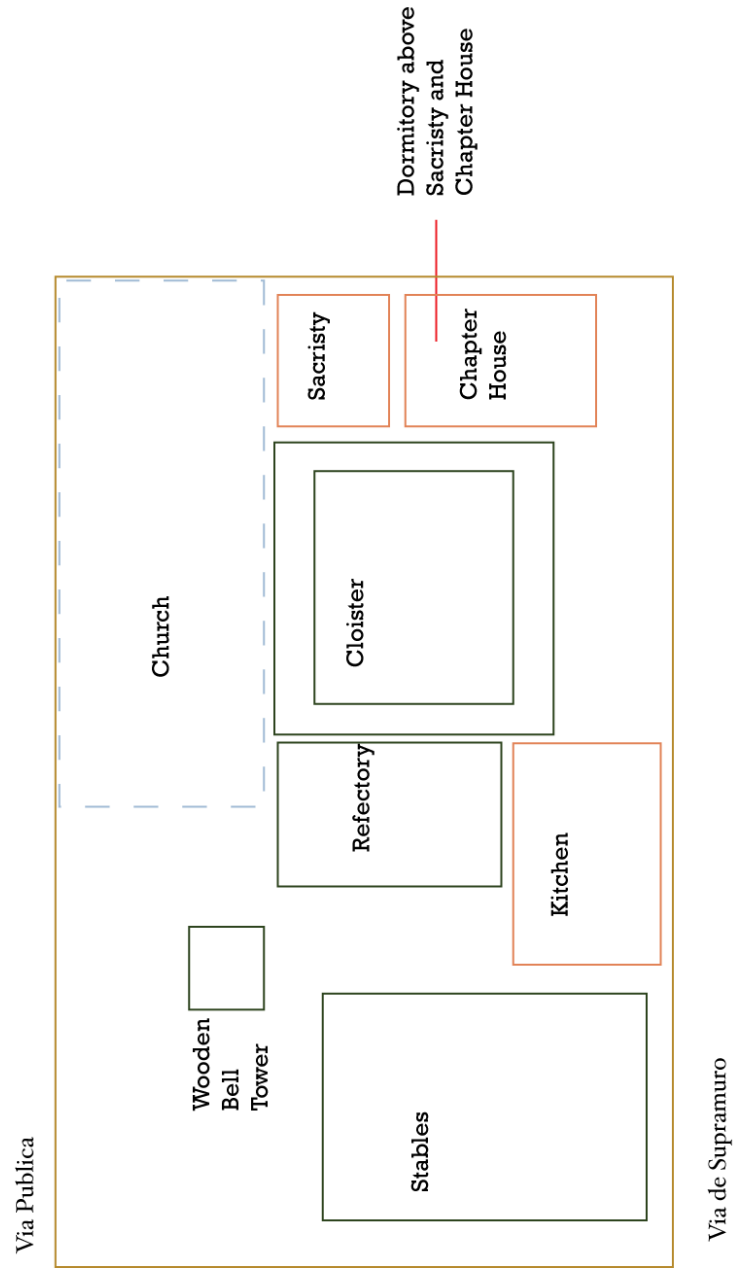 Via Publica
Wooden
Bell
Tower
Church
Stables
Refectory
Cloister
Sacristy
Kitchen
Chapter
House
Dormitory above
Sacristy and
Chapter House
Via de Supramuro